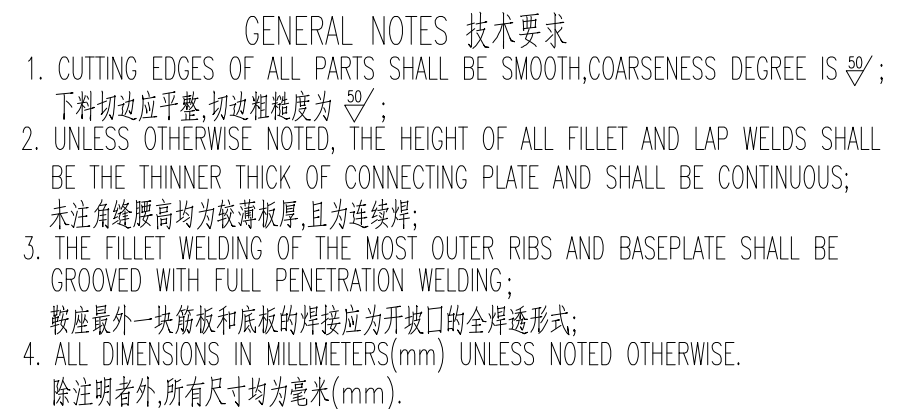 GENERAL NOTES 技术要求
1. CUTTING EDGES OF ALL PARTS SHALL BE SMOOTH,COARSENESS DEGREE IS 50;
下料切边应平整,切边粗糙度为 50;
2. UNLESS OTHERWISE NOTED, THE HEIGHT OF ALL FILLET AND LAP WELDS SHALL
BE THE THINNER THICK OF CONNECTING PLATE AND SHALL BE CONTINUOUS;
未注角缝腰高均为较薄板厚,且为连续焊;
3. THE FILLET WELDING OF THE MOST OUTER RIBS AND BASEPLATE SHALL BE
GROOVED WITH FULL PENETRATION WELDING;
鞍座最外一块筋板和底板的焊接应为开坡口的全焊透形式;
4. ALL DIMENSIONS IN MILLIMETERS(mm) UNLESS NOTED OTHERWISE.
除注明者外,所有尺寸均为毫米(mm).